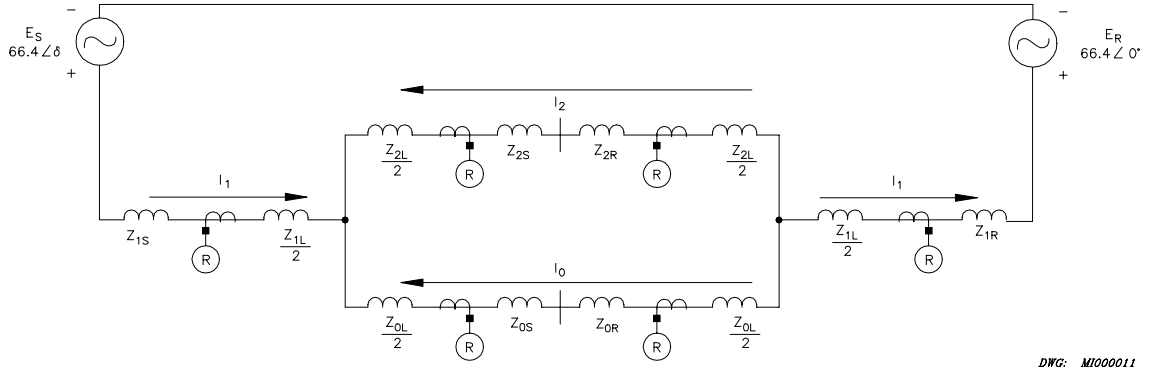 − −
E_S
66.4∠δ
E_R
66.4∠0°
+ +
I_2
Z_2L/2 Z_2S Z_2R Z_2L/2
R R
I_1 I_1
Z_1S Z_1L/2 Z_1L/2 Z_1R
R R
I_0
Z_0L/2 Z_0S Z_0R Z_0L/2
R R
DWG: MI000011